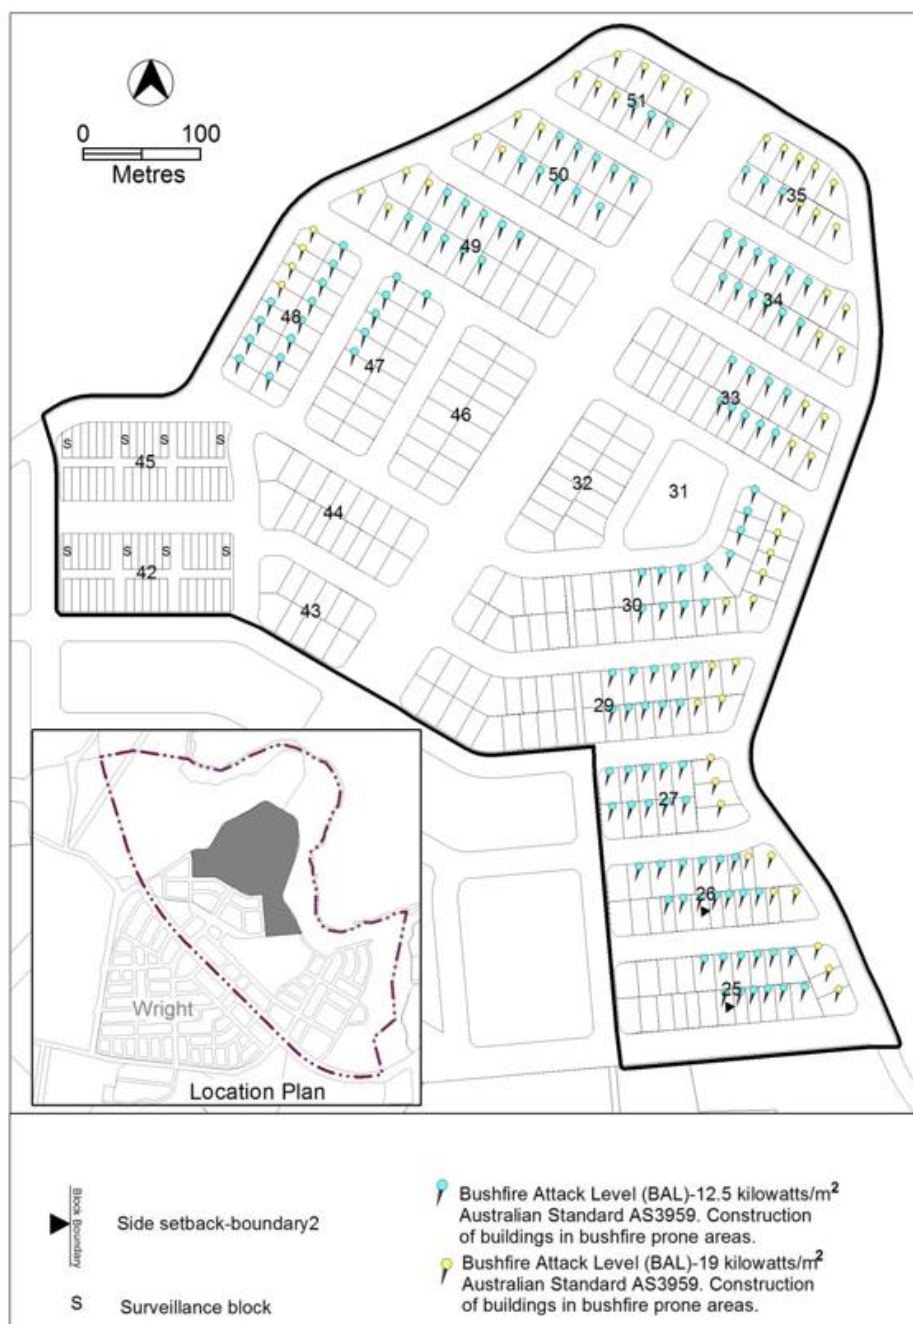 0 100
Metres
51
50
35
49
34
48
47
33
46
S S S S
45
32
31
44
S S S S
42
43
30
29
27
26
25
Wright
Location Plan
Block Boundary
Side setback-boundary2
S Surveillance block
Bushfire Attack Level (BAL)-12.5 kilowatts/m²
Australian Standard AS3959. Construction
of buildings in bushfire prone areas.
Bushfire Attack Level (BAL)-19 kilowatts/m²
Australian Standard AS3959. Construction
of buildings in bushfire prone areas.